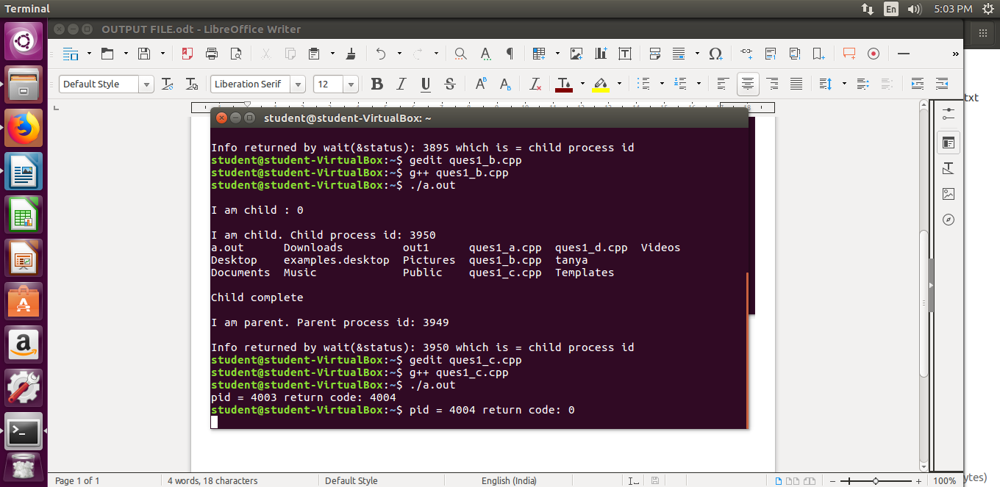 Terminal
En
5:03 PM
OUTPUT FILE.odt - LibreOffice Writer
Default Style
Liberation Serif
12
txt
student@student-VirtualBox: ~
Info returned by wait(&status): 3895 which is = child process id
student@student-VirtualBox:~$ gedit ques1_b.cpp
student@student-VirtualBox:~$ g++ ques1_b.cpp
student@student-VirtualBox:~$ ./a.out
I am child : 0
I am child. Child process id: 3950
a.out Downloads out1 ques1_a.cpp ques1_d.cpp Videos
Desktop examples.desktop Pictures ques1_b.cpp tanya
Documents Music Public ques1_c.cpp Templates
Child complete
I am parent. Parent process id: 3949
Info returned by wait(&status): 3950 which is = child process id
student@student-VirtualBox:~$ gedit ques1_c.cpp
student@student-VirtualBox:~$ g++ ques1_c.cpp
student@student-VirtualBox:~$ ./a.out
pid = 4003 return code: 4004
student@student-VirtualBox:~$ pid = 4004 return code: 0
Page 1 of 1
4 words, 18 characters
Default Style
English (India)
100%
ytes)